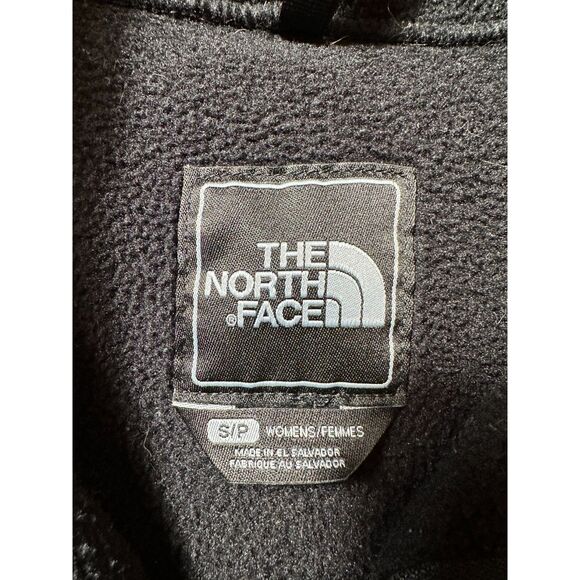 THE
NORTH
®FACE
S/P WOMENS/FEMMES
MADE IN EL SALVADOR
FABRIQUE AU SALVADOR